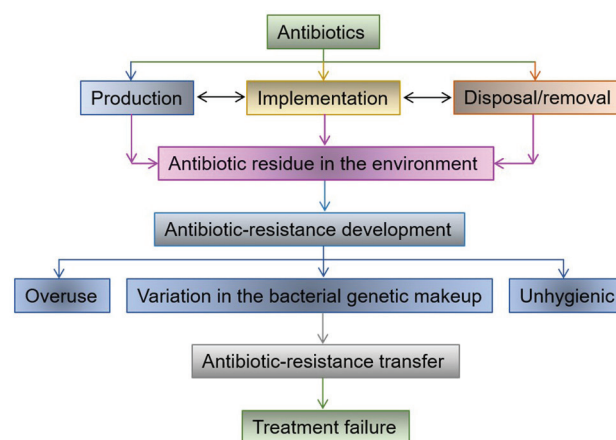 Antibiotics
Production
Implementation
Disposal/removal
Antibiotic residue in the environment
Antibiotic-resistance development
Overuse
Variation in the bacterial genetic makeup
Unhygienic
Antibiotic-resistance transfer
Treatment failure